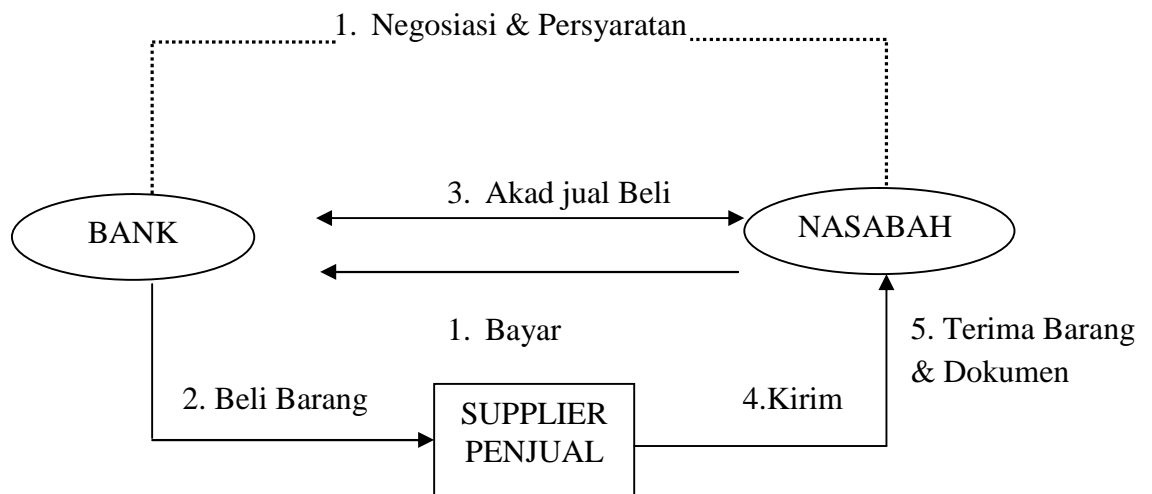 1. Negosiasi & Persyaratan
3. Akad jual Beli
BANK
NASABAH
1. Bayar
5. Terima Barang
& Dokumen
2. Beli Barang
SUPPLIER
PENJUAL
4.Kirim